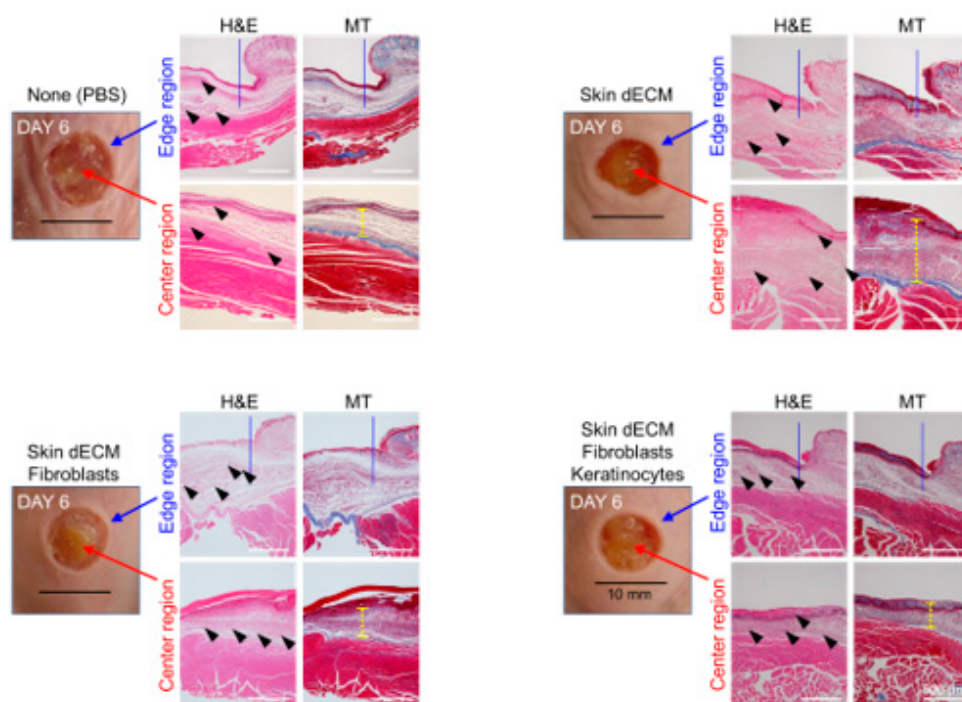 H&E
MT
None (PBS)
DAY 6
Edge region
Center region
H&E
MT
Skin dECM
DAY 6
Edge region
Center region
H&E
MT
Skin dECM
Fibroblasts
DAY 6
Edge region
Center region
H&E
MT
Skin dECM
Fibroblasts
Keratinocytes
DAY 6
10 mm
Edge region
Center region